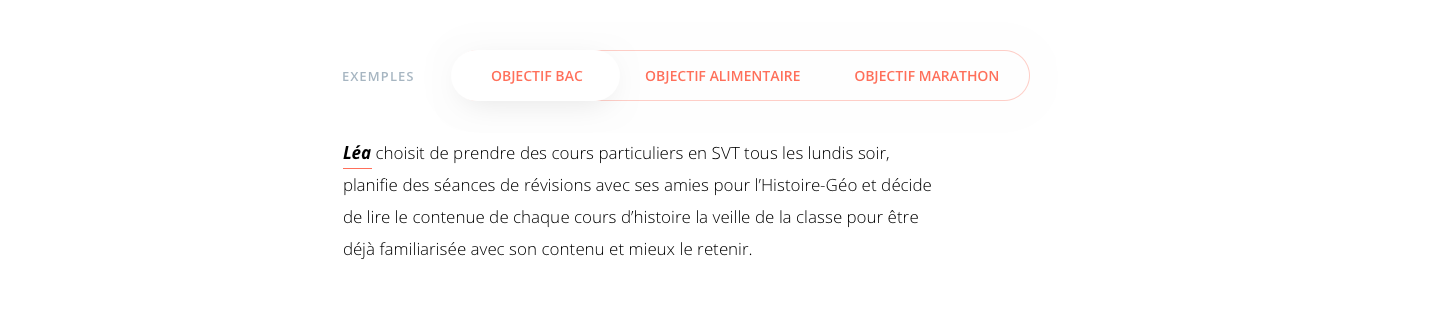 EXEMPLES OBJECTIF BAC OBJECTIF ALIMENTAIRE OBJECTIF MARATHON
Léa choisit de prendre des cours particuliers en SVT tous les lundis soir,
planifie des séances de révisions avec ses amies pour l’Histoire-Géo et décide
de lire le contenue de chaque cours d’histoire la veille de la classe pour être
déjà familiarisée avec son contenu et mieux le retenir.